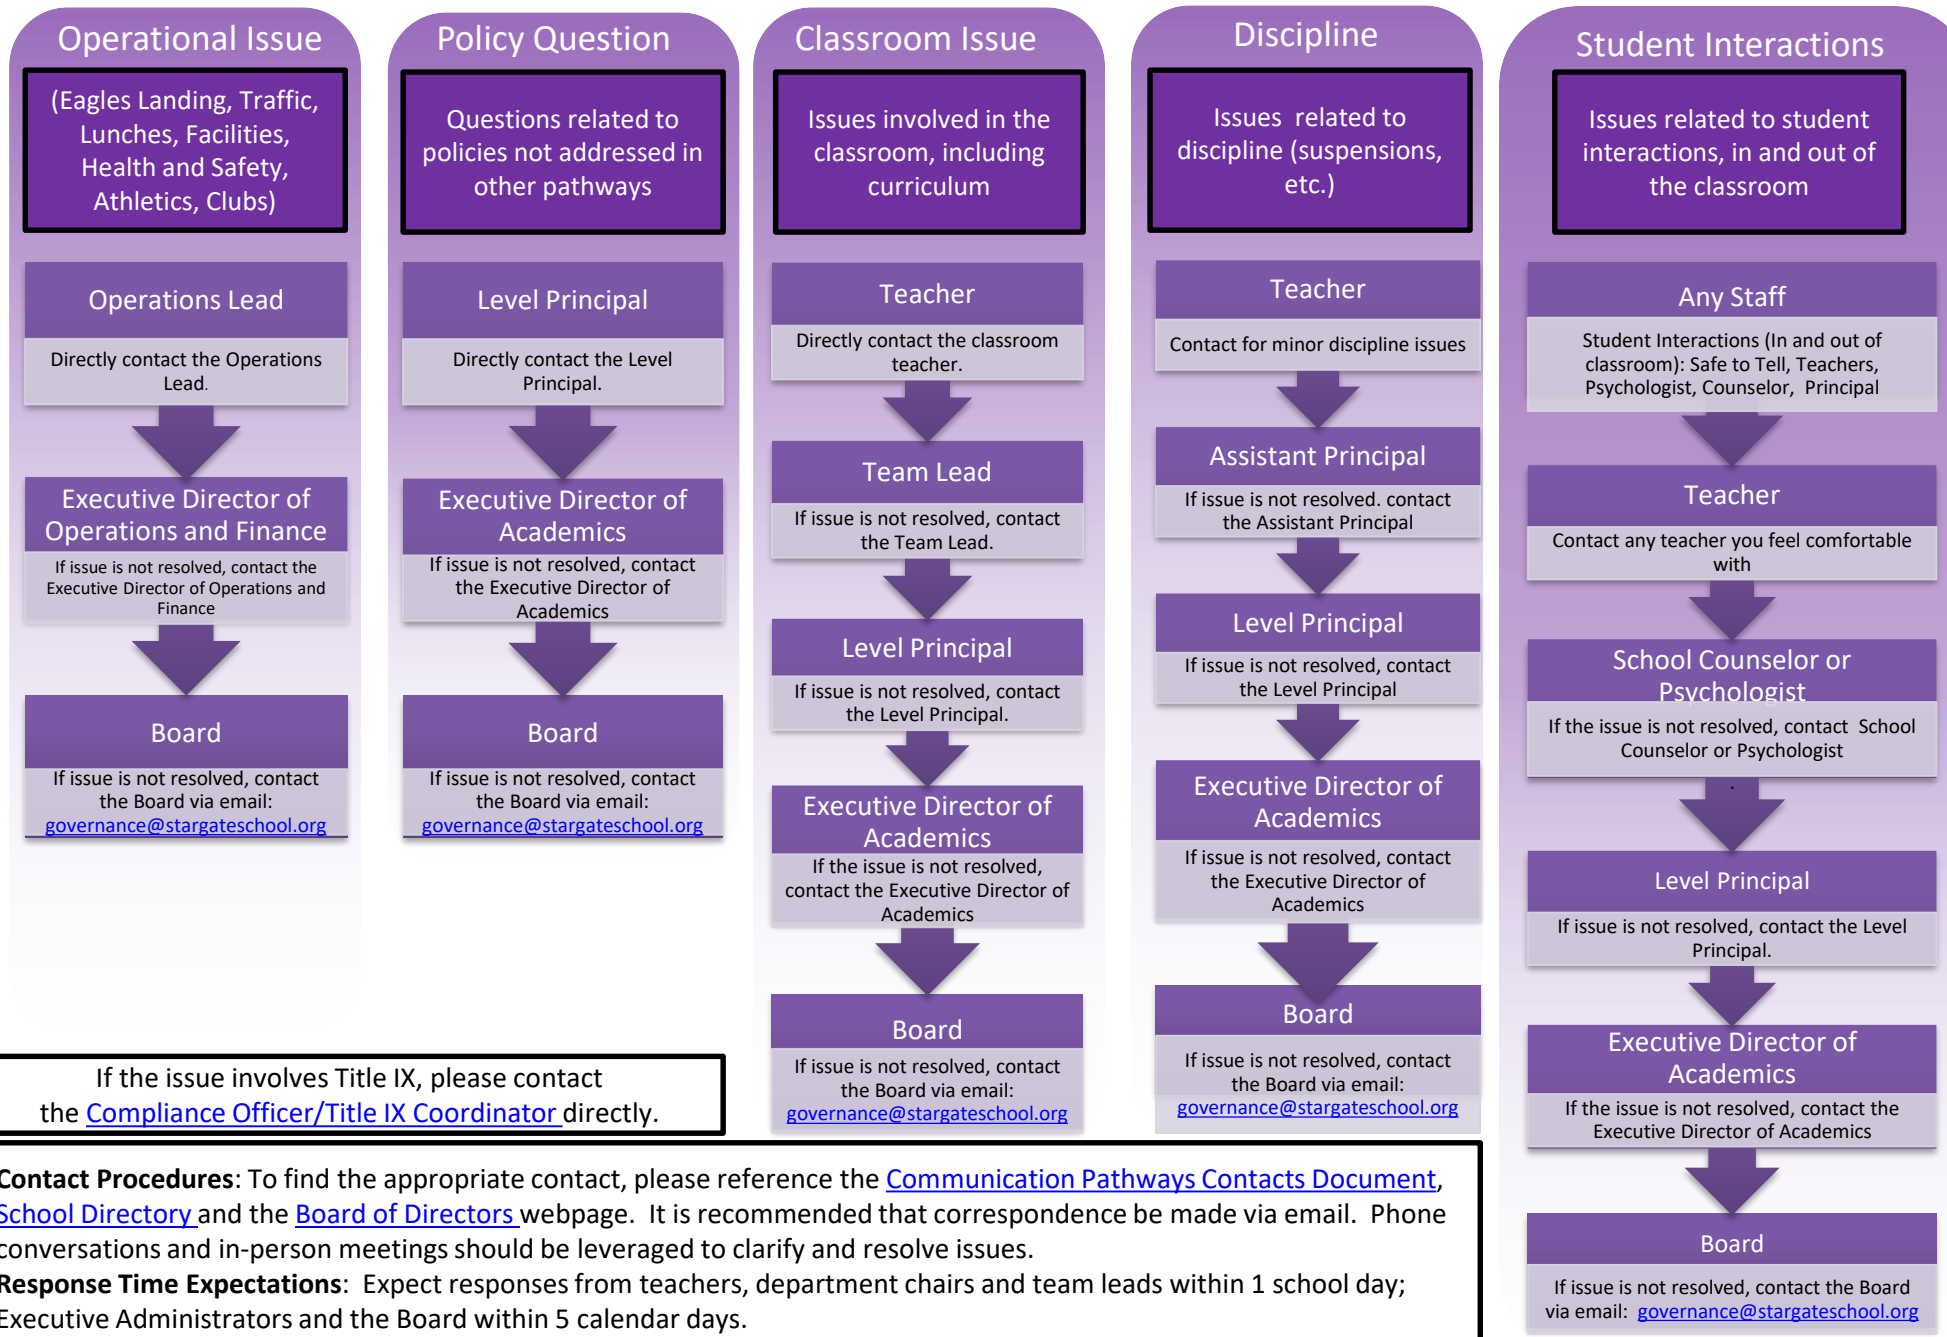 Operational Issue
(Eagles Landing, Traffic,
Lunches, Facilities,
Health and Safety,
Athletics, Clubs)
Operations Lead
Directly contact the Operations
Lead.
Executive Director of
Operations and Finance
If issue is not resolved, contact the
Executive Director of Operations and
Finance
Board
If issue is not resolved, contact
the Board via email:
governance@stargateschool.org
Policy Question
Questions related to
policies not addressed in
other pathways
Level Principal
Directly contact the Level
Principal.
Executive Director of
Academics
If issue is not resolved, contact
the Executive Director of
Academics
Board
If issue is not resolved, contact
the Board via email:
governance@stargateschool.org
Classroom Issue
Issues involved in the
classroom, including
curriculum
Teacher
Directly contact the classroom
teacher.
Team Lead
If issue is not resolved, contact
the Team Lead.
Level Principal
If issue is not resolved, contact
the Level Principal.
Executive Director of
Academics
If the issue is not resolved,
contact the Executive Director of
Academics
Board
If issue is not resolved, contact
the Board via email:
governance@stargateschool.org
Discipline
Issues related to
discipline (suspensions,
etc.)
Teacher
Contact for minor discipline issues
Assistant Principal
If issue is not resolved. contact
the Assistant Principal
Level Principal
If issue is not resolved, contact
the Level Principal
Executive Director of
Academics
If issue is not resolved, contact
the Executive Director of
Academics
Board
If issue is not resolved, contact
the Board via email:
governance@stargateschool.org
Student Interactions
Issues related to student
interactions, in and out of
the classroom
Any Staff
Student Interactions (In and out of
classroom): Safe to Tell, Teachers,
Psychologist, Counselor, Principal
Teacher
Contact any teacher you feel comfortable
with
School Counselor or
Psychologist
If the issue is not resolved, contact School
Counselor or Psychologist
.
Level Principal
If issue is not resolved, contact the Level
Principal.
Executive Director of
Academics
If the issue is not resolved, contact the
Executive Director of Academics
Board
If issue is not resolved, contact the Board
via email: governance@stargateschool.org
If the issue involves Title IX, please contact
the Compliance Officer/Title IX Coordinator directly.
Contact Procedures: To find the appropriate contact, please reference the Communication Pathways Contacts Document,
School Directory and the Board of Directors webpage. It is recommended that correspondence be made via email. Phone
conversations and in-person meetings should be leveraged to clarify and resolve issues.
Response Time Expectations: Expect responses from teachers, department chairs and team leads within 1 school day;
Executive Administrators and the Board within 5 calendar days.